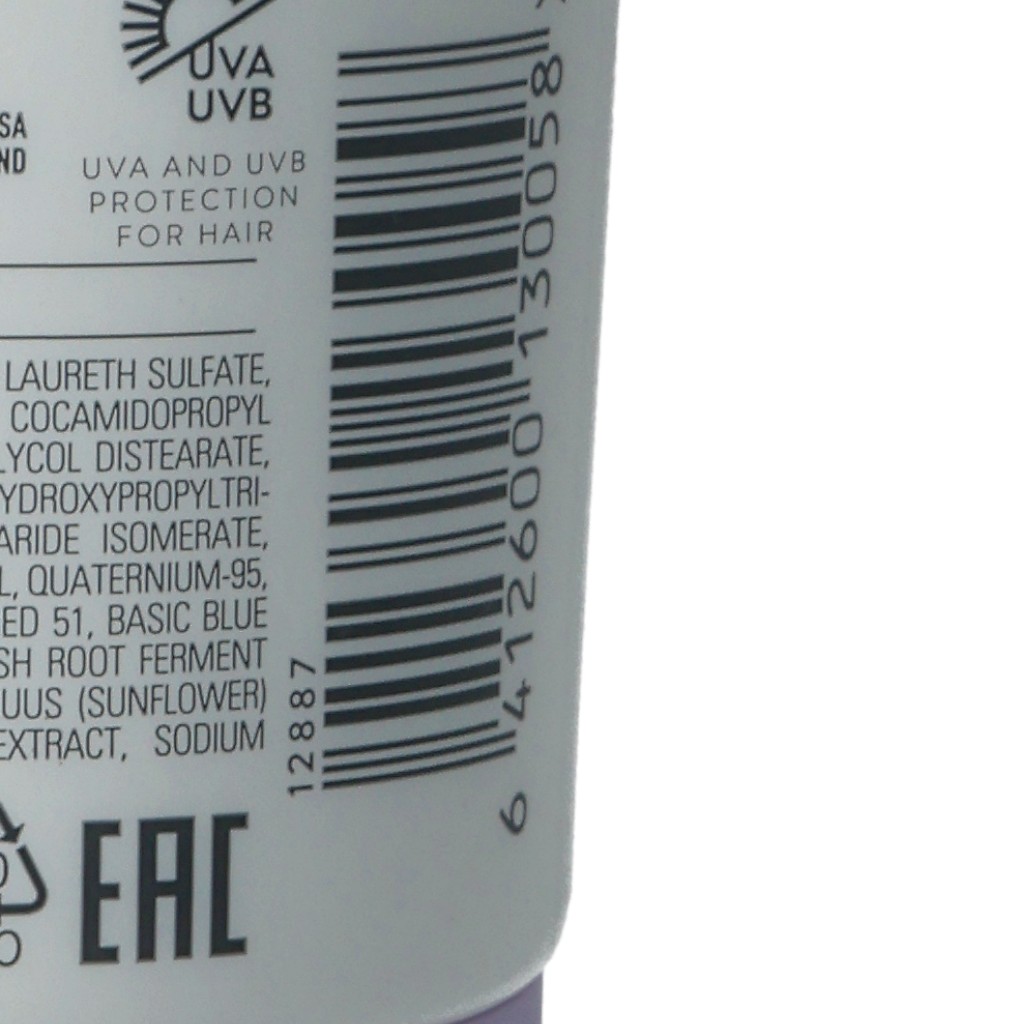 UVA
UVB
SA
ND
UVA AND UVB
PROTECTION
FOR HAIR
LAURETH SULFATE,
COCAMIDOPROPYL
LYCOL DISTEARATE,
YDROXYPROPYLTRI-
ARIDE ISOMERATE,
L, QUATERNIUM-95,
ED 51, BASIC BLUE
SH ROOT FERMENT
UUS (SUNFLOWER)
EXTRACT, SODIUM
12887
6 412600 130058 >
EAC